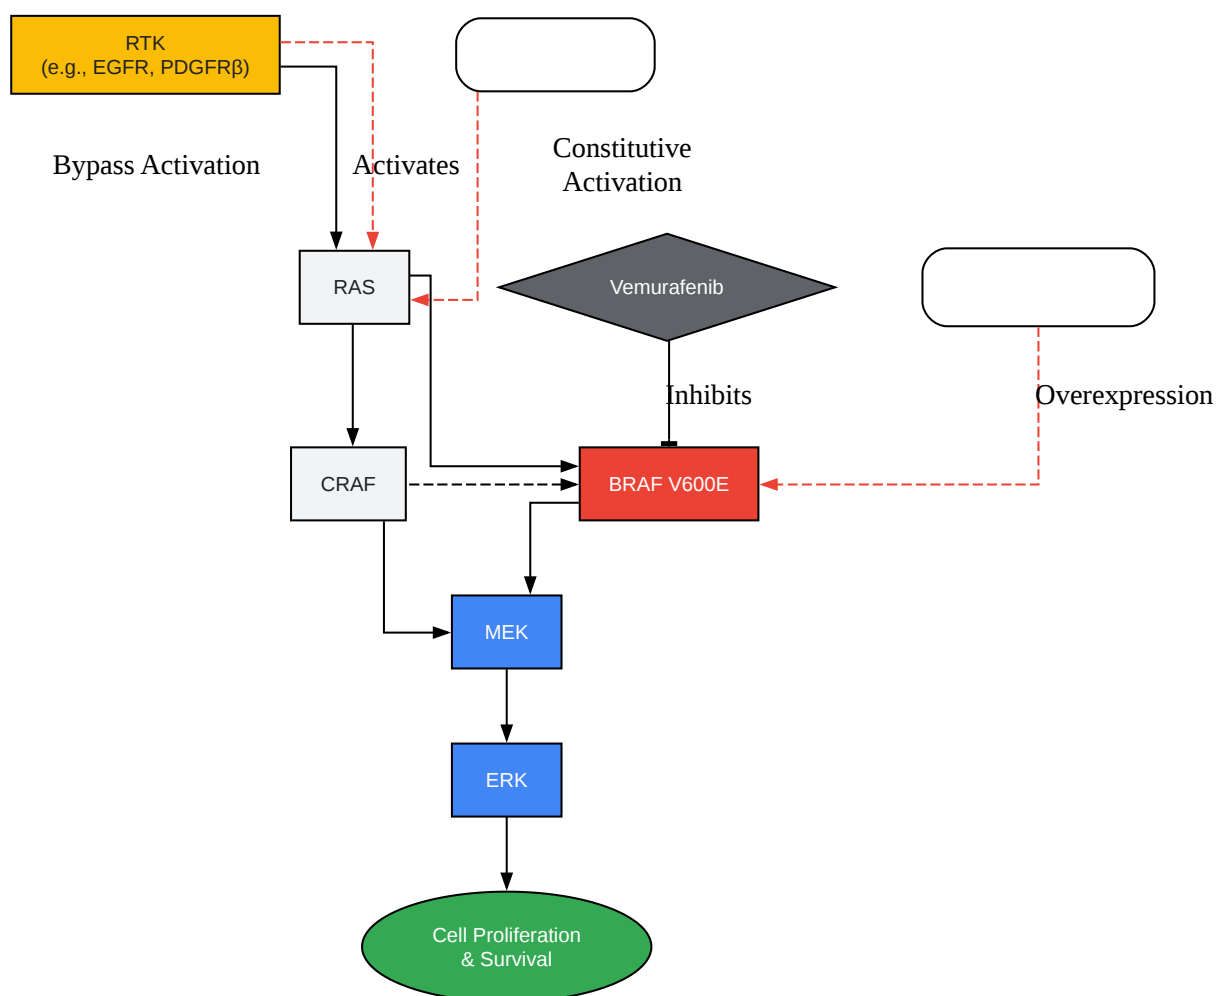 RTK
(e.g., EGFR, PDGFRβ)
Bypass Activation
Activates
Constitutive
Activation
RAS
Vemurafenib
Inhibits
Overexpression
CRAF
BRAF V600E
MEK
ERK
Cell Proliferation
& Survival